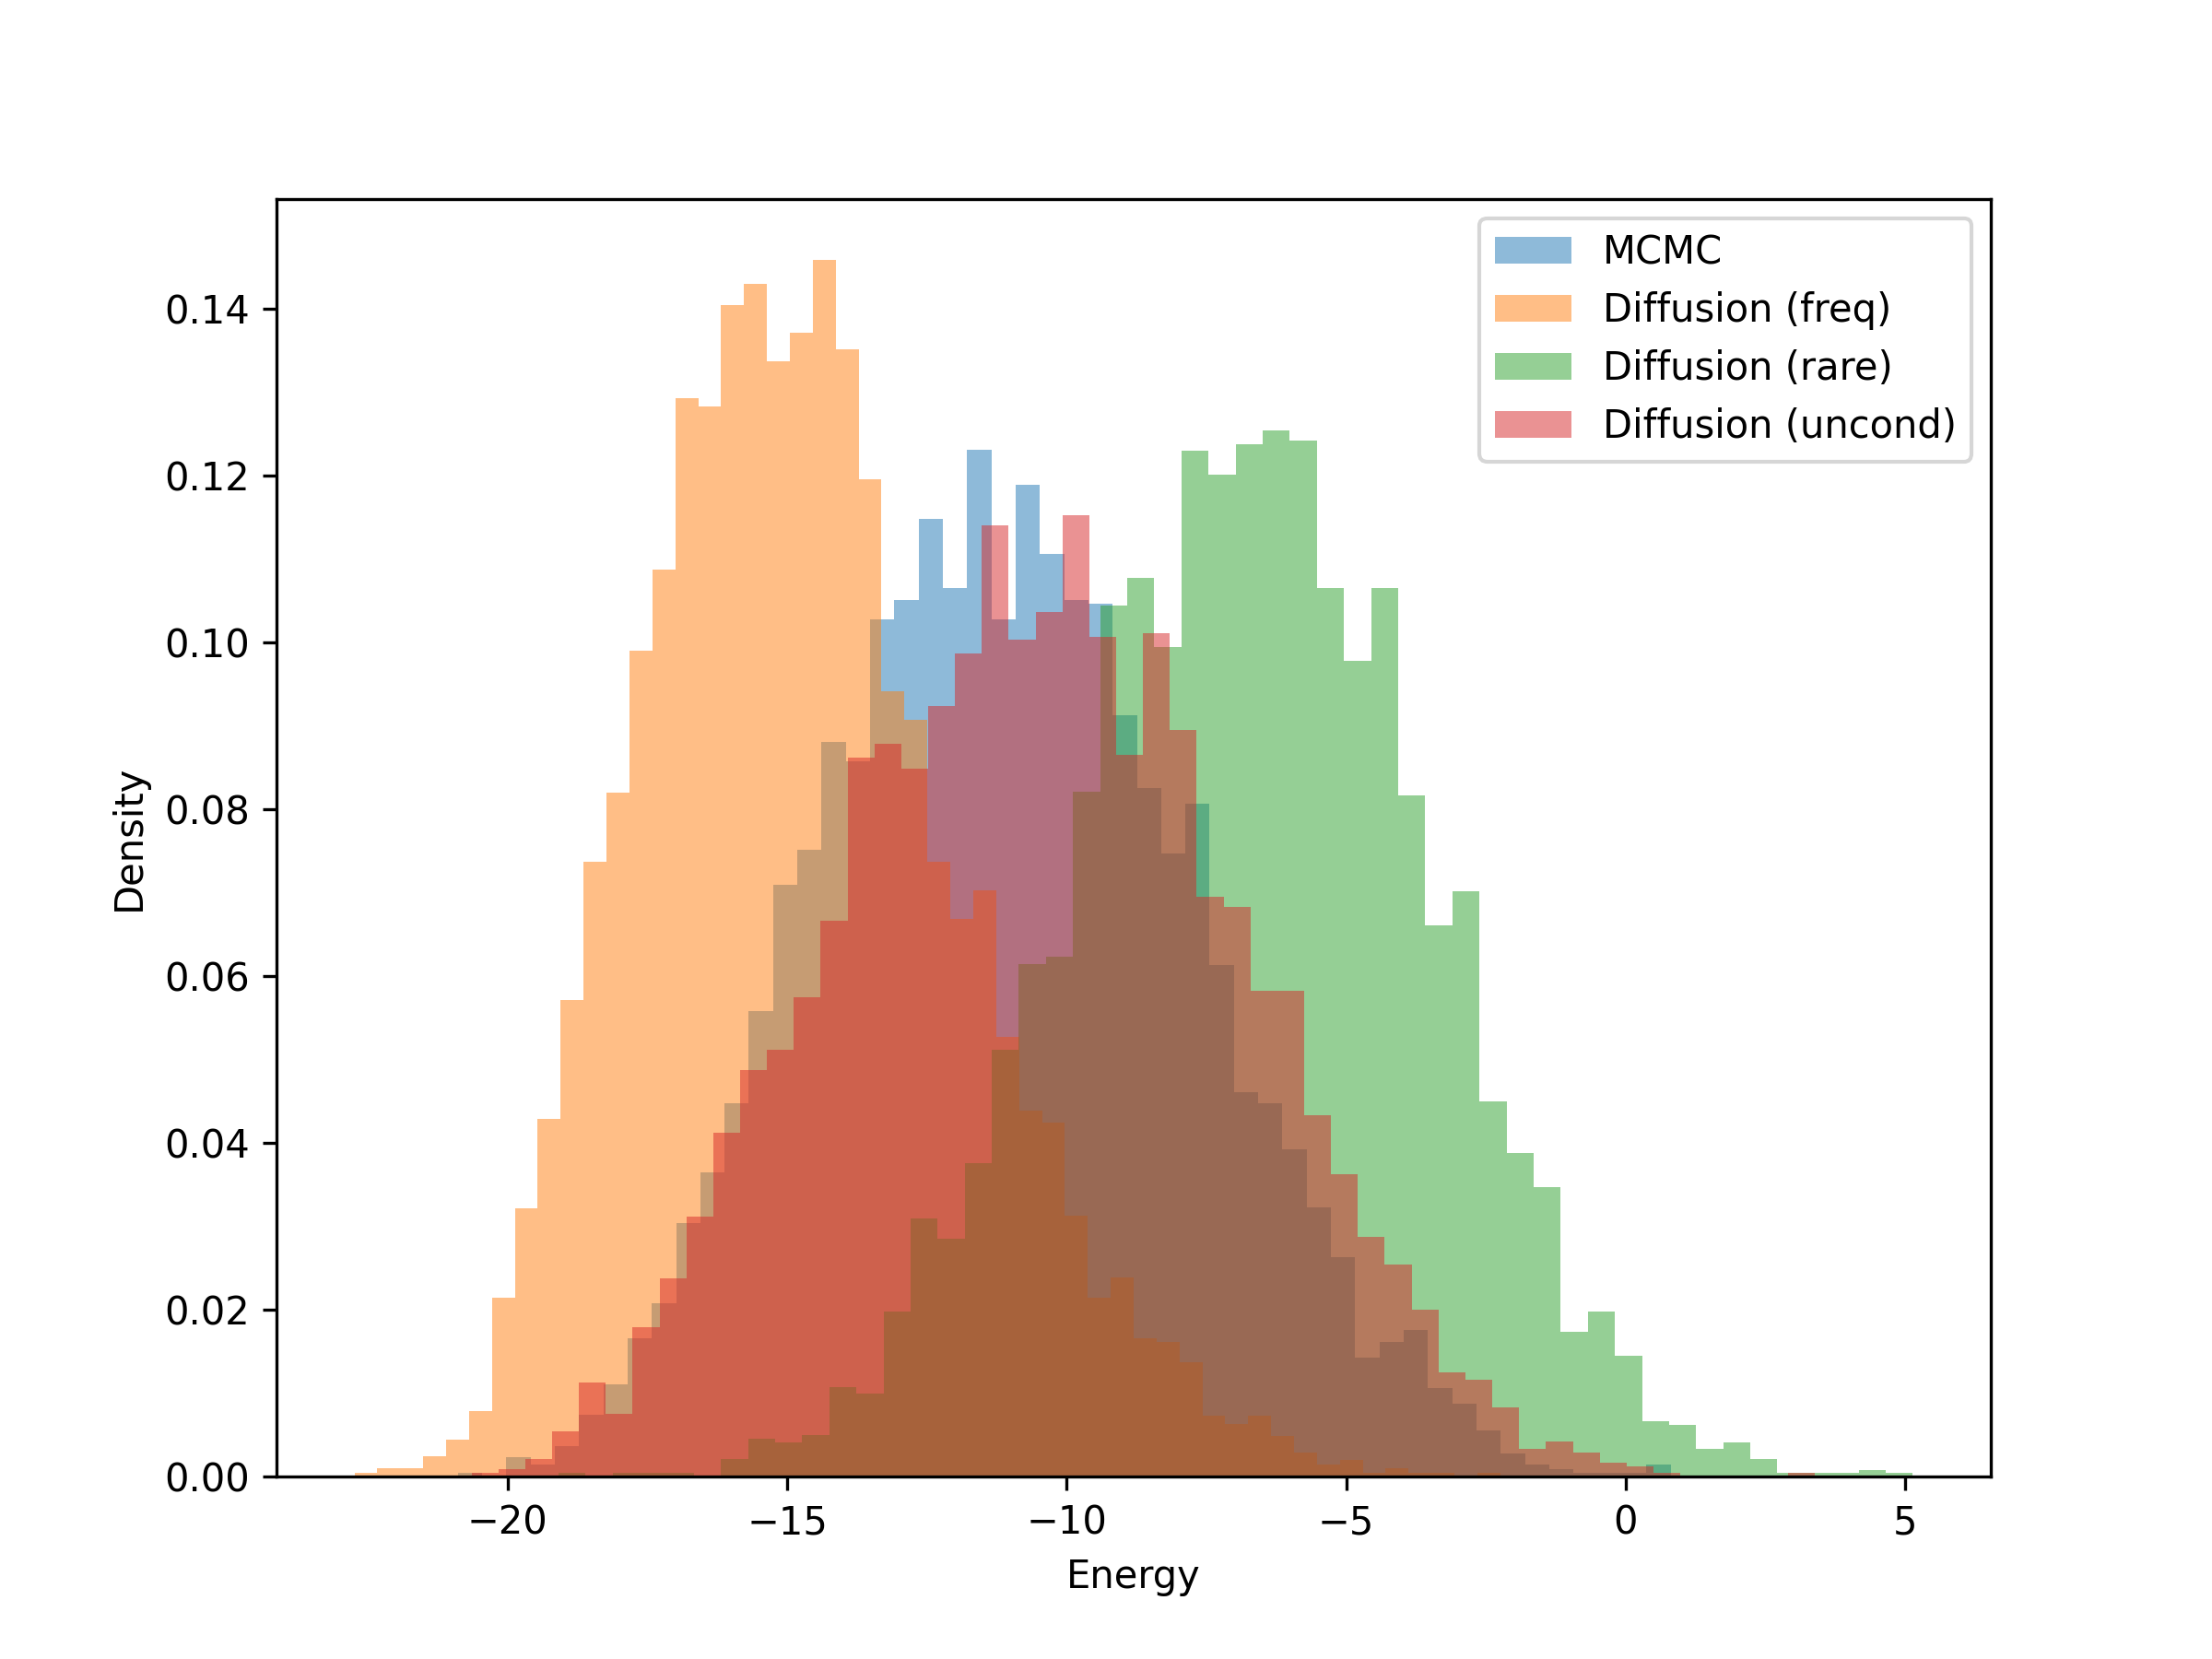 MCMC
Diffusion (freq)
Diffusion (rare)
Diffusion (uncond)
0.14
0.12
0.10
0.08
0.06
0.04
0.02
0.00
Density
−20
−15
−10
−5
0
5
Energy